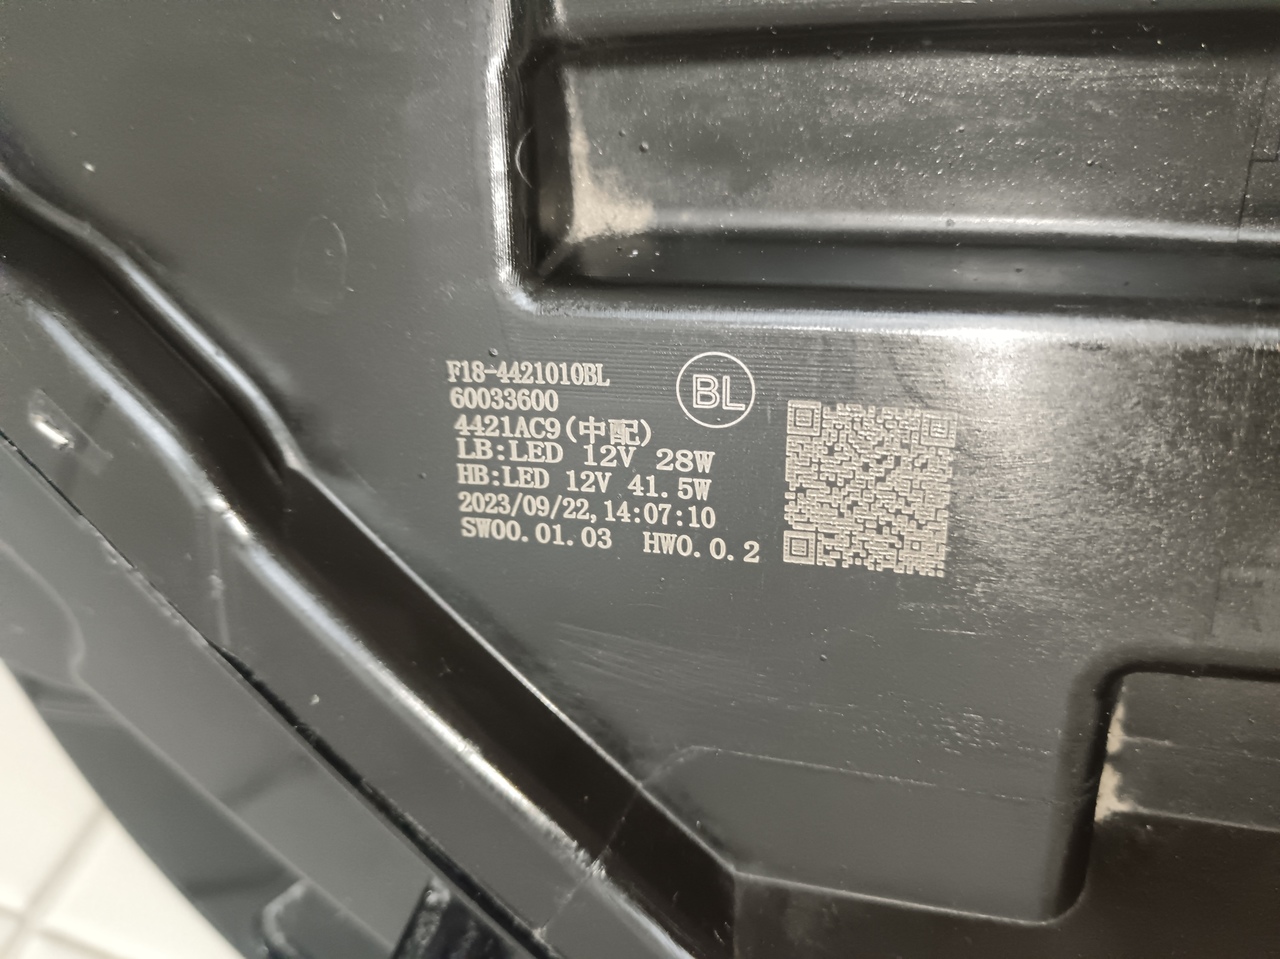 F18-4421010BL
BL
60033600
4421AC9(中配)
LB:LED 12V 28W
HB:LED 12V 41.5W
2023/09/22,14:07:10
SW00.01.03 HW0.0.2